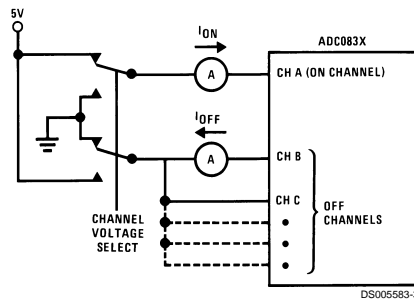 5V
ION
ADC083X
A
CH A (ON CHANNEL)
IOFF
A
CH B
CH C
OFF
CHANNELS
CHANNEL
VOLTAGE
SELECT